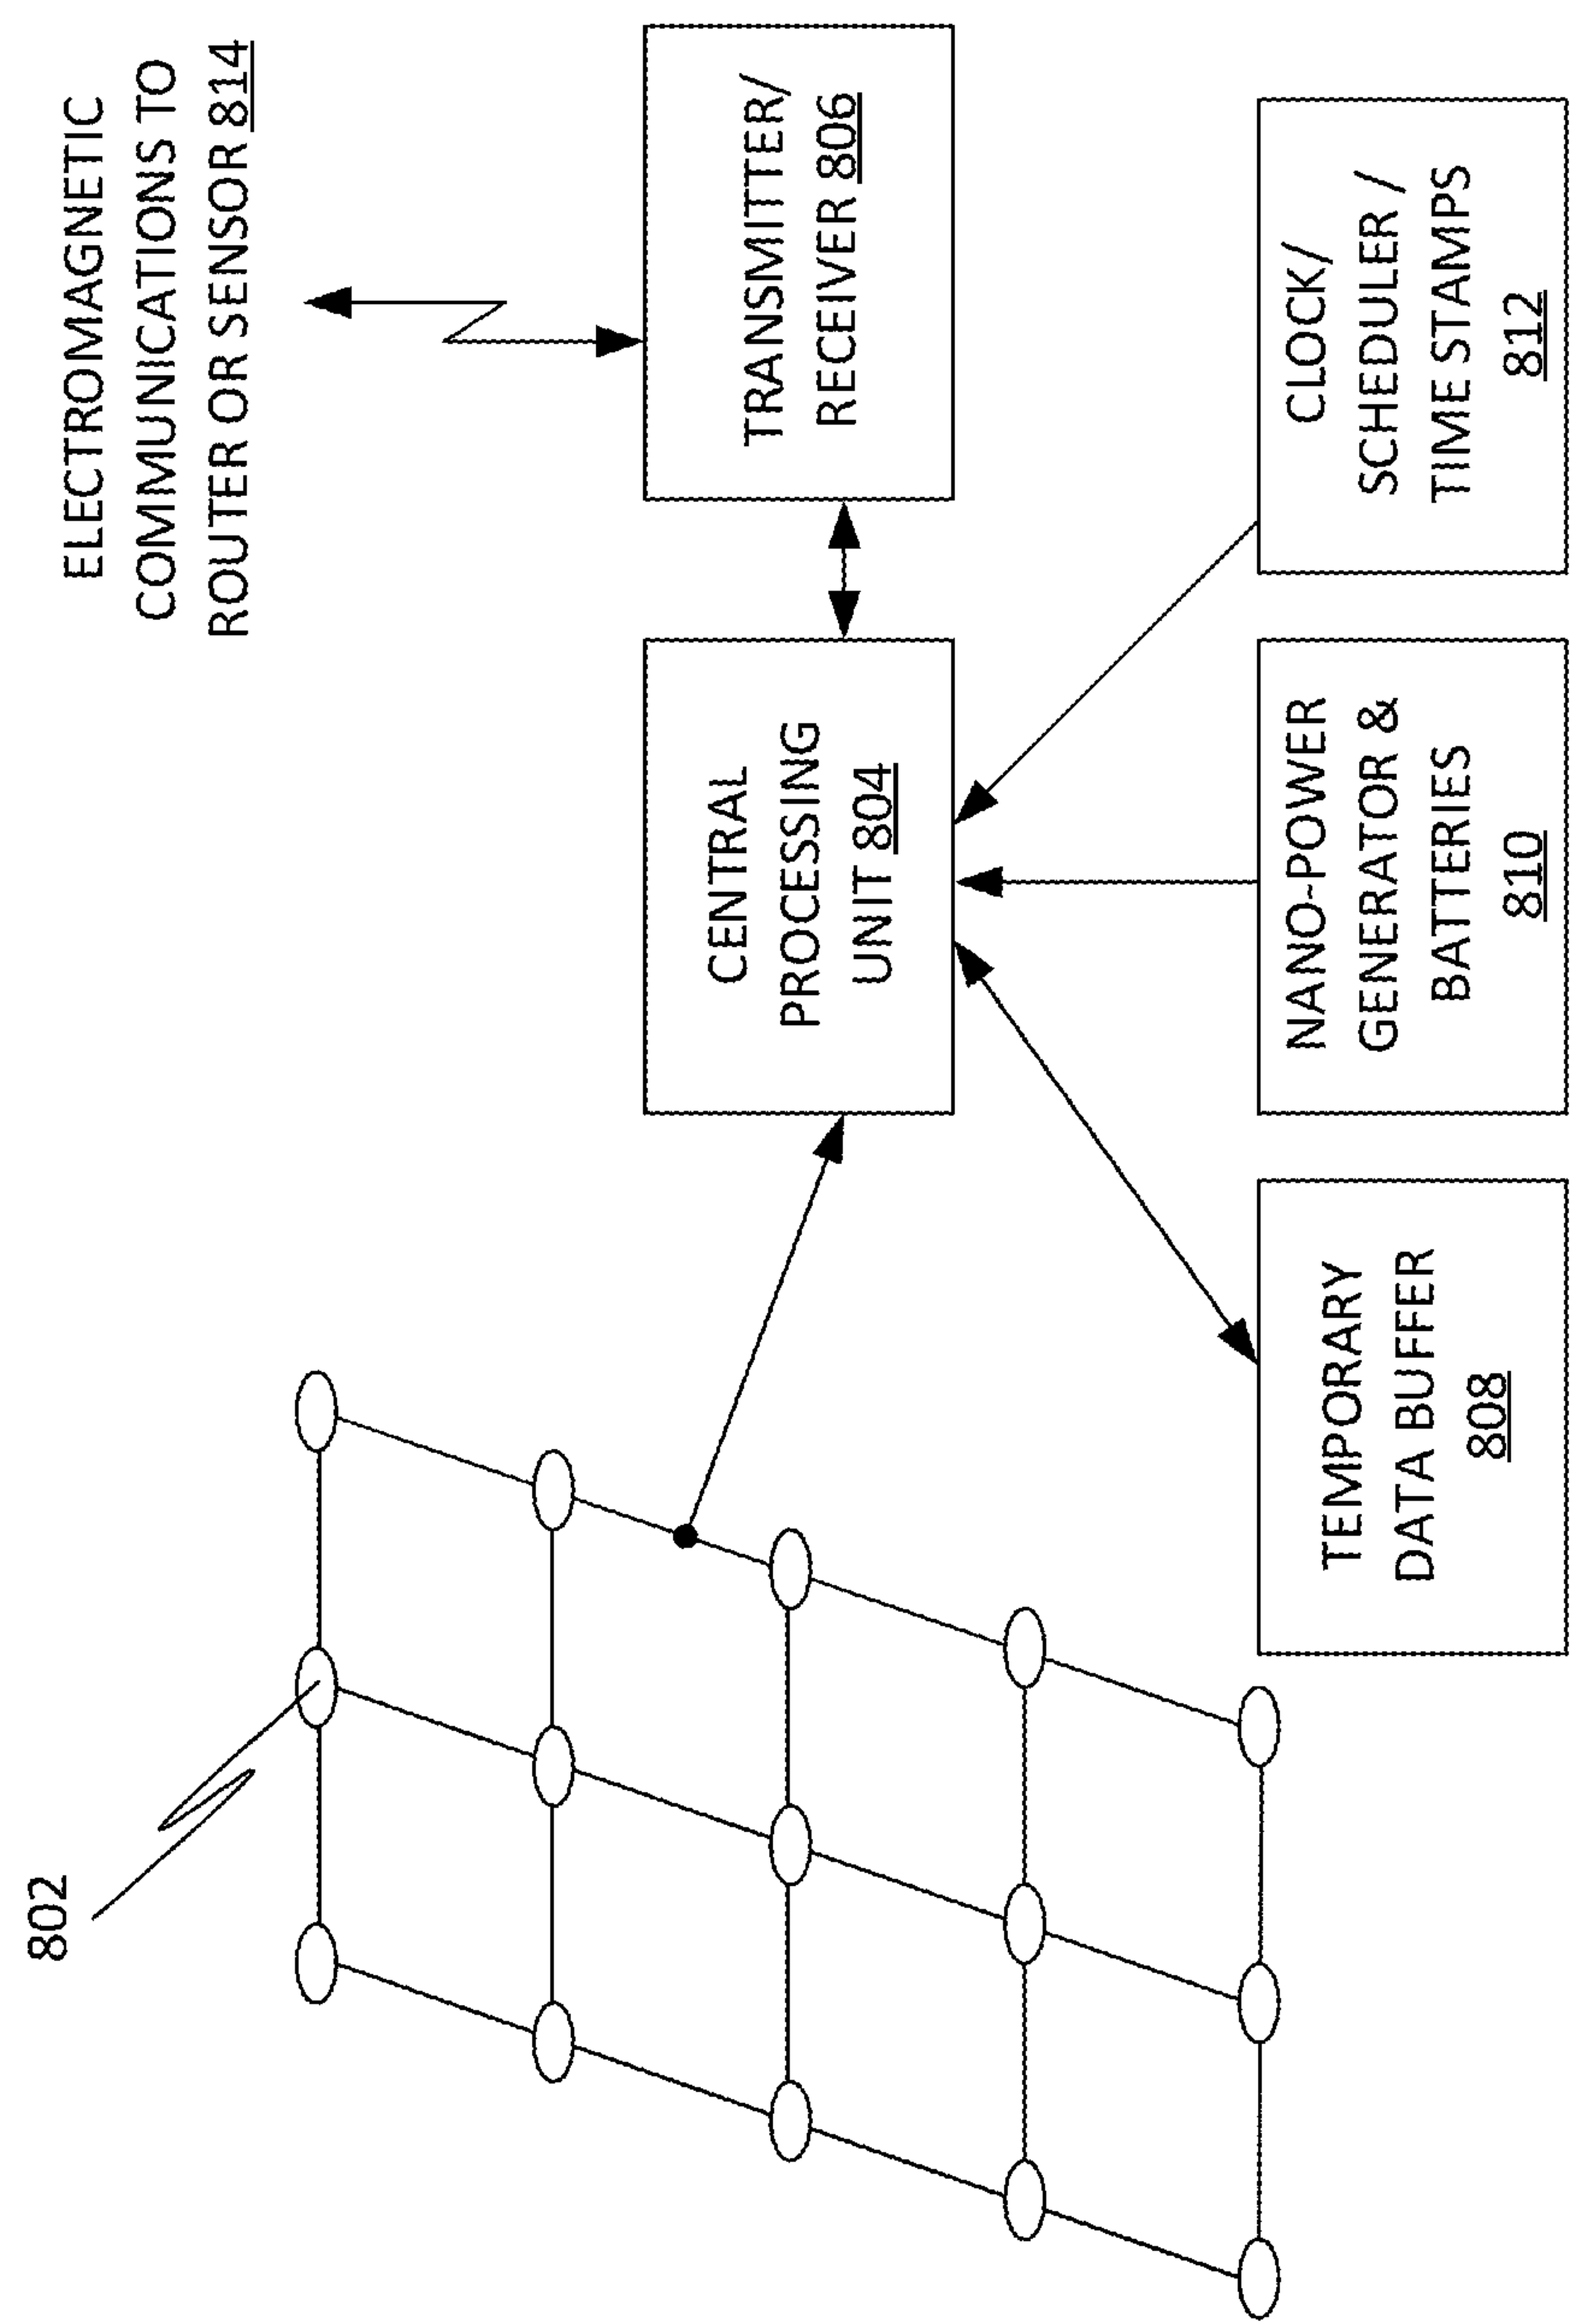 802
ELECTROMAGNETIC
COMMUNICATIONS TO
ROUTER OR SENSOR 814
CENTRAL
PROCESSING
UNIT 804
TRANSMITTER/
RECEIVER 806
TEMPORARY
DATA BUFFER
808
NANO-POWER
GENERATOR &
BATTERIES
810
CLOCK/
SCHEDULER /
TIME STAMPS
812